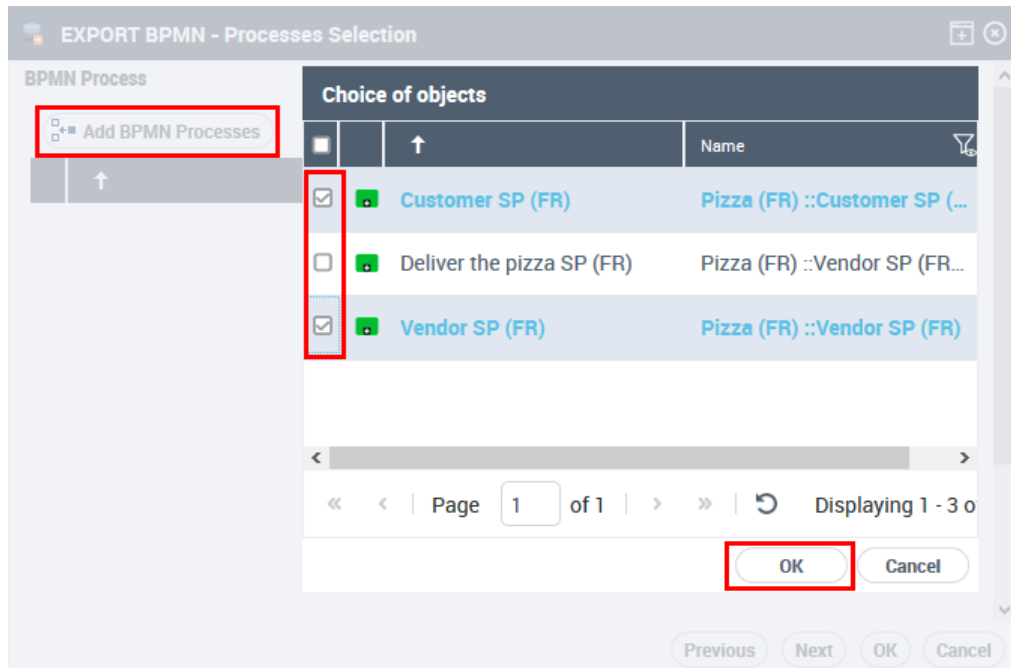 EXPORT BPMN - Processes Selection
BPMN Process
Add BPMN Processes
Choice of objects
Name
Customer SP (FR) Pizza (FR) ::Customer SP (...
Deliver the pizza SP (FR) Pizza (FR) ::Vendor SP (FR...
Vendor SP (FR) Pizza (FR) ::Vendor SP (FR)
« < Page 1 of 1 > » Displaying 1 - 3 o
OK Cancel
Previous Next OK Cancel